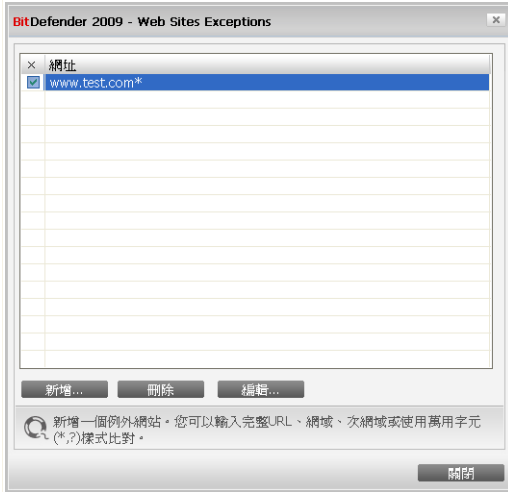 BitDefender 2009 - Web Sites Exceptions
× 網址
www.test.com*
新增... 刪除 編輯...
新增一個例外網站。您可以輸入完整URL、網域、次網域或使用萬用字元
(*,?)樣式比對。
關閉